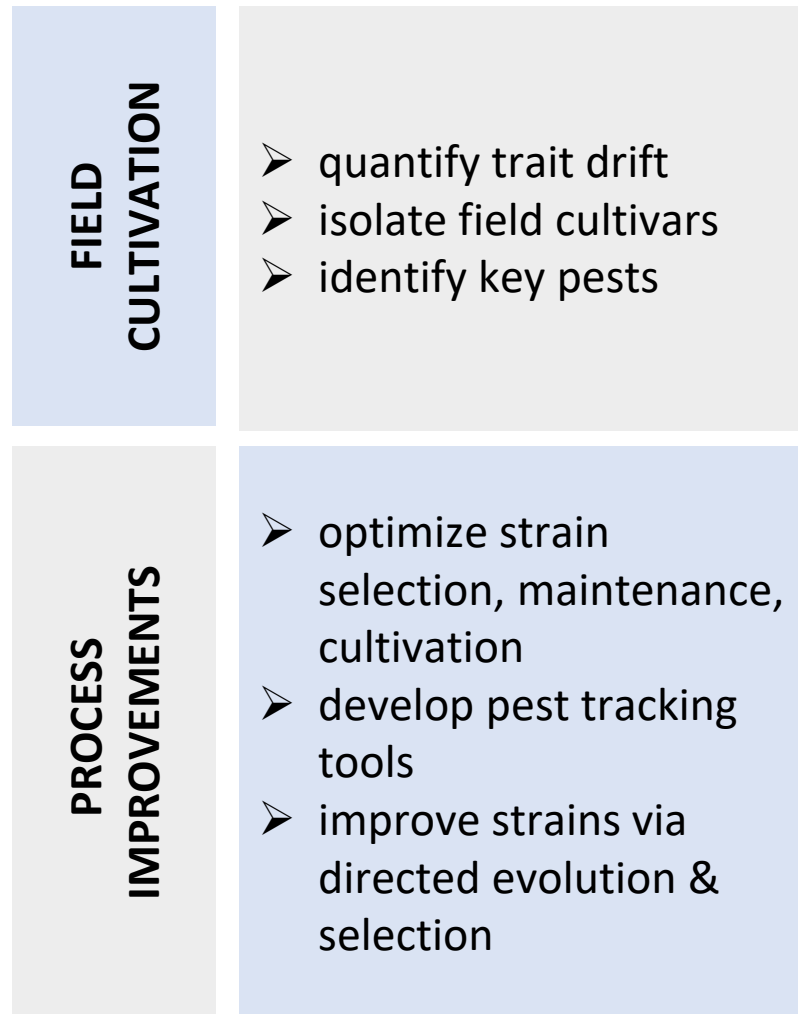 FIELD
CULTIVATION
➢ quantify trait drift
➢ isolate field cultivars
➢ identify key pests
PROCESS
IMPROVEMENTS
➢ optimize strain
selection, maintenance,
cultivation
➢ develop pest tracking
tools
➢ improve strains via
directed evolution &
selection